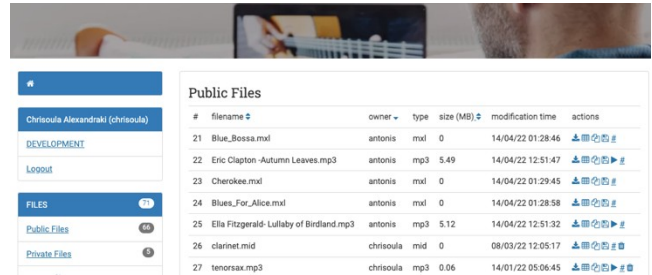 Chrisoula Alexandraki (chrisoula)
DEVELOPMENT
Logout
FILES 71
Public Files 66
Private Files 5
Public Files
# filename owner type size (MB) modification time actions
21 Blue_Bossa.mxl antonis mxl 0 14/04/22 01:28:46 #
22 Eric Clapton -Autumn Leaves.mp3 antonis mp3 5.49 14/04/22 12:51:47 #
23 Cherokee.mxl antonis mxl 0 14/04/22 01:29:45 #
24 Blues_For_Alice.mxl antonis mxl 0 14/04/22 01:28:58 #
25 Ella Fitzgerald- Lullaby of Birdland.mp3 antonis mp3 5.12 14/04/22 12:51:32 #
26 clarinet.mid chrisoula mid 0 08/03/22 12:05:17 #
27 tenorsax.mp3 chrisoula mp3 0.06 14/01/22 05:06:45 #